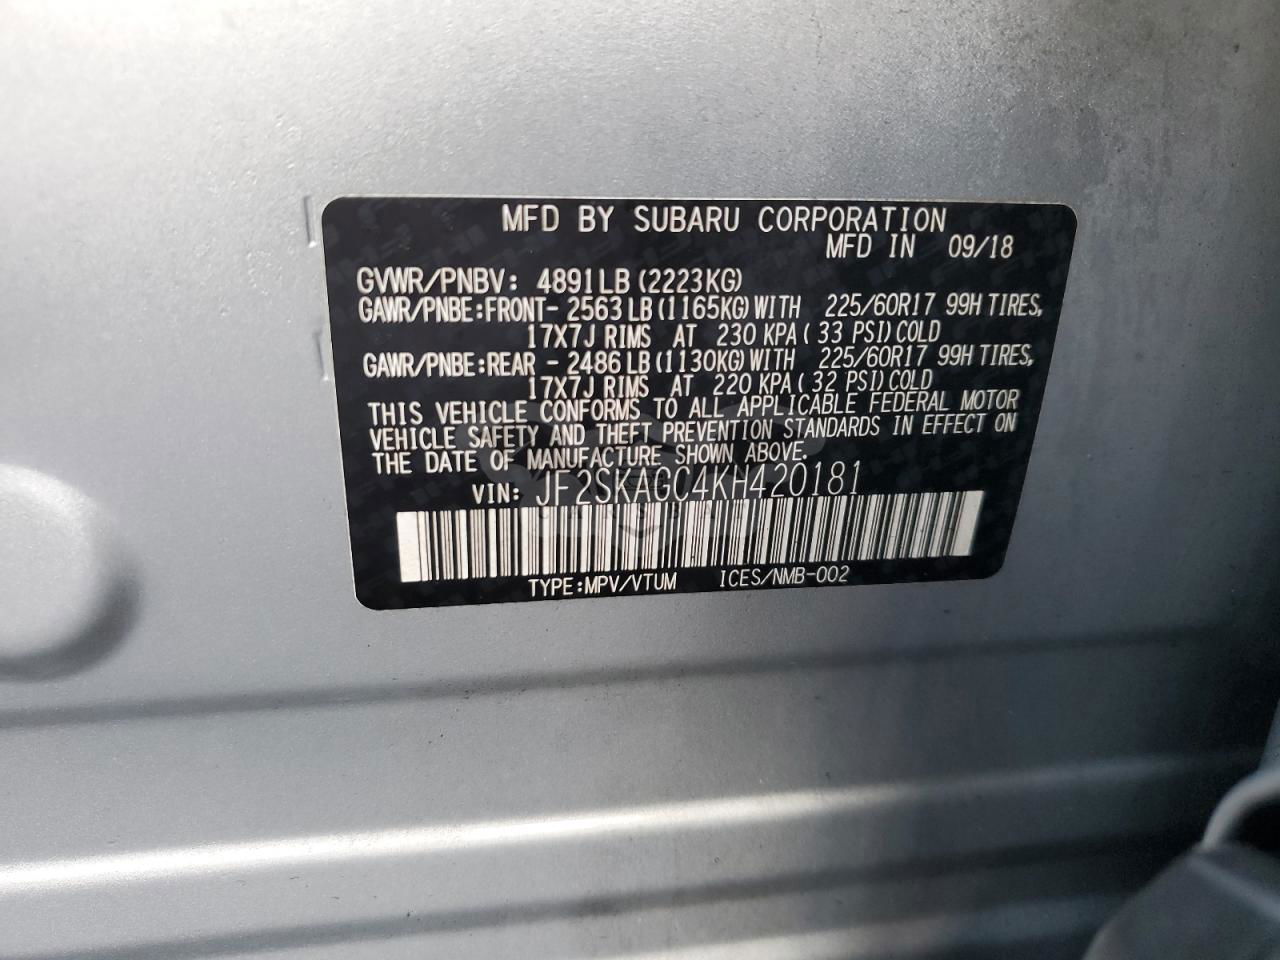 MFD BY SUBARU CORPORATION
MFD IN 09/18
GVWR/PNBV: 4891LB (2223KG)
GAWR/PNBE:FRONT- 2563 LB (1165KG) WITH 225/60R17 99H TIRES,
17X7J RIMS AT 230 KPA ( 33 PSI) COLD
GAWR/PNBE:REAR - 2486 LB (1130KG) WITH 225/60R17 99H TIRES,
17X7J RIMS AT 220 KPA ( 32 PSI) COLD
THIS VEHICLE CONFORMS TO ALL APPLICABLE FEDERAL MOTOR
VEHICLE SAFETY AND THEFT PREVENTION STANDARDS IN EFFECT ON
THE DATE OF MANUFACTURE SHOWN ABOVE.
VIN: JF2SKAGC4KH420181
TYPE:MPV/VTUM ICES/NMB-002